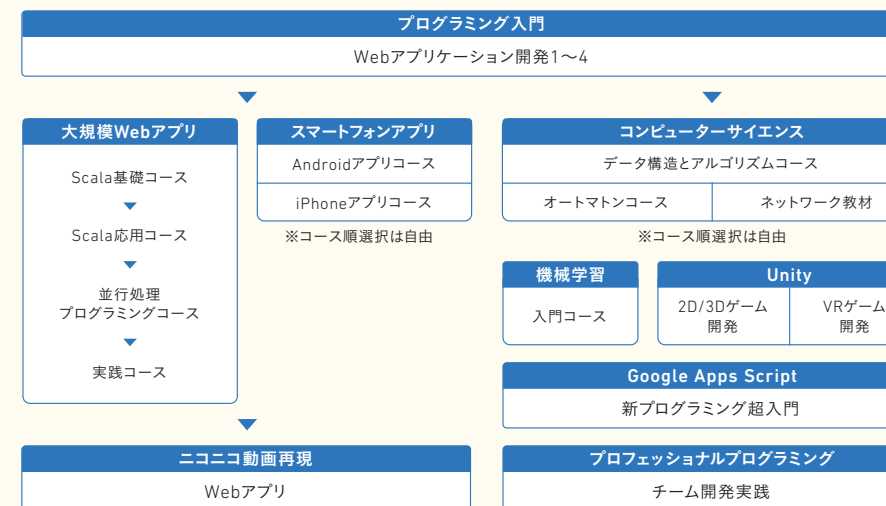 プログラミング入門
Webアプリケーション開発1〜4
大規模Webアプリ
Scala基礎コース
Scala応用コース
並行処理
プログラミングコース
実践コース
スマートフォンアプリ
Androidアプリコース
iPhoneアプリコース
※コース順選択は自由
コンピューターサイエンス
データ構造とアルゴリズムコース
オートマトンコース
ネットワーク教材
※コース順選択は自由
機械学習
入門コース
Unity
2D/3Dゲーム
開発
VRゲーム
開発
Google Apps Script
新プログラミング超入門
ニコニコ動画再現
Webアプリ
プロフェッショナルプログラミング
チーム開発実践